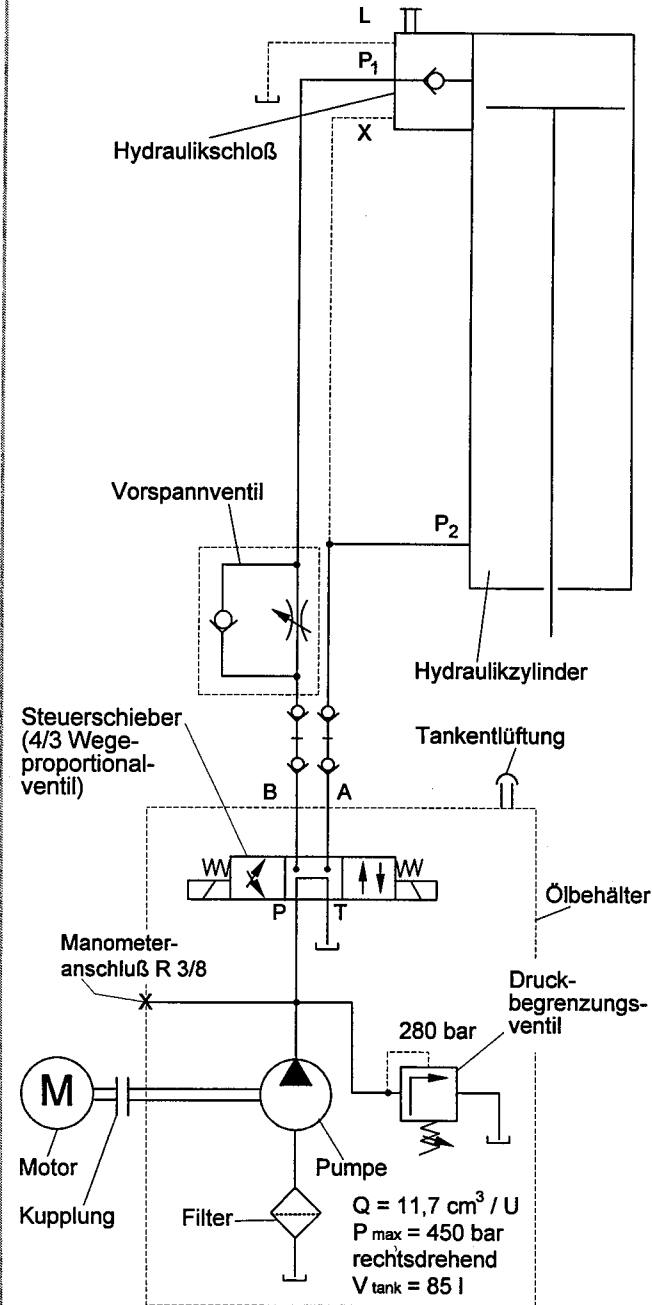 L
P1
Hydraulikschloß
X
Vorspannventil
P2
Hydraulikzylinder
Steuerschieber
(4/3 Wege-
proportional-
ventil)
Tankentlüftung
B
A
P
T
Ölbehälter
Manometer-
anschluß R 3/8
Druck-
begrenzungs-
ventil
280 bar
M
Motor
Pumpe
Kupplung
Filter
Q = 11,7 cm³ / U
P max = 450 bar
rechtsdrehend
V tank = 85 l